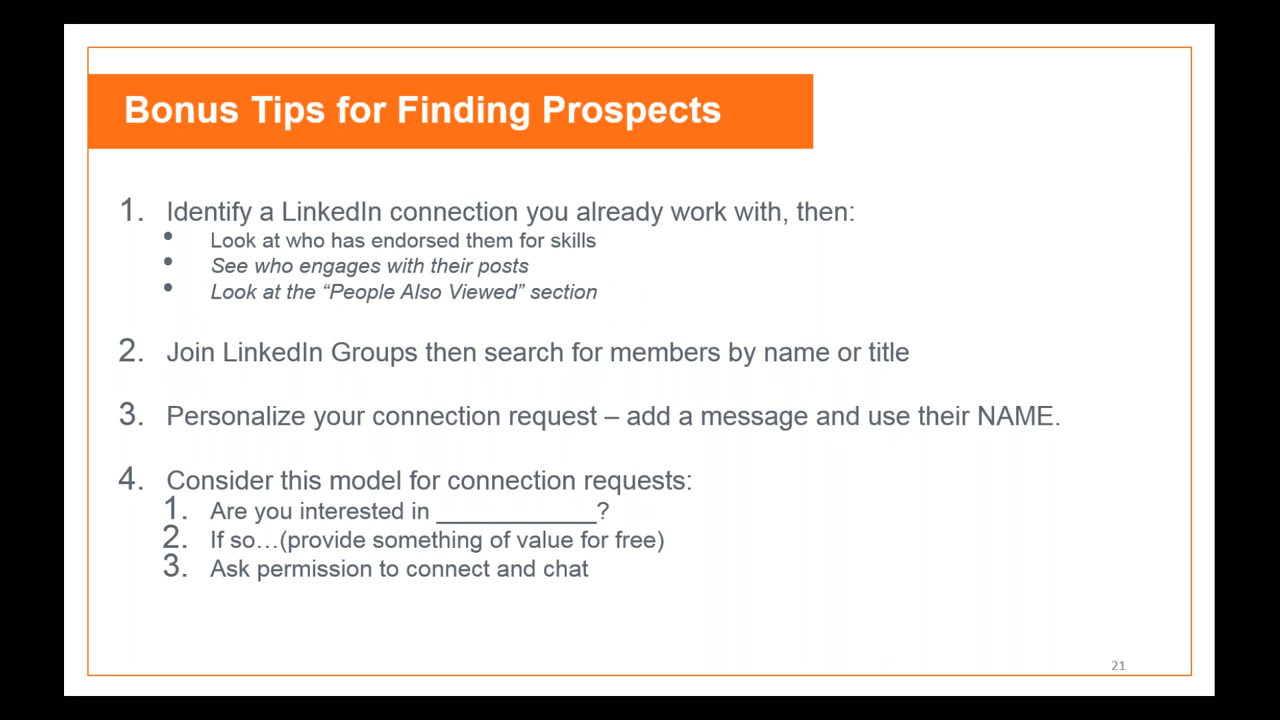 Bonus Tips for Finding Prospects
1. Identify a LinkedIn connection you already work with, then:
• Look at who has endorsed them for skills
• See who engages with their posts
• Look at the “People Also Viewed” section
2. Join LinkedIn Groups then search for members by name or title
3. Personalize your connection request – add a message and use their NAME.
4. Consider this model for connection requests:
1. Are you interested in ____________?
2. If so…(provide something of value for free)
3. Ask permission to connect and chat
21